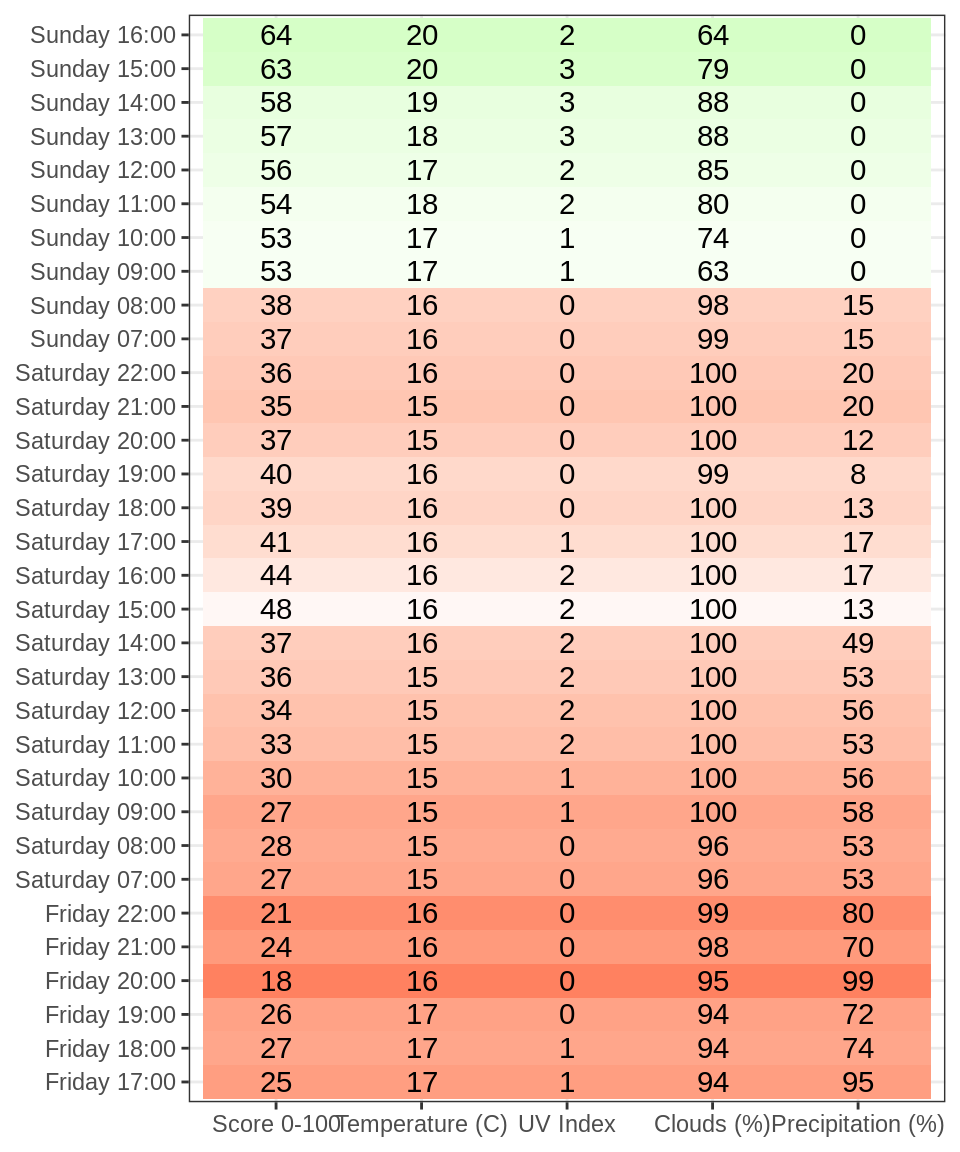 Sunday 16:00 64 20 2 64 0
Sunday 15:00 63 20 3 79 0
Sunday 14:00 58 19 3 88 0
Sunday 13:00 57 18 3 88 0
Sunday 12:00 56 17 2 85 0
Sunday 11:00 54 18 2 80 0
Sunday 10:00 53 17 1 74 0
Sunday 09:00 53 17 1 63 0
Sunday 08:00 38 16 0 98 15
Sunday 07:00 37 16 0 99 15
Saturday 22:00 36 16 0 100 20
Saturday 21:00 35 15 0 100 20
Saturday 20:00 37 15 0 100 12
Saturday 19:00 40 16 0 99 8
Saturday 18:00 39 16 0 100 13
Saturday 17:00 41 16 1 100 17
Saturday 16:00 44 16 2 100 17
Saturday 15:00 48 16 2 100 13
Saturday 14:00 37 16 2 100 49
Saturday 13:00 36 15 2 100 53
Saturday 12:00 34 15 2 100 56
Saturday 11:00 33 15 2 100 53
Saturday 10:00 30 15 1 100 56
Saturday 09:00 27 15 1 100 58
Saturday 08:00 28 15 0 96 53
Saturday 07:00 27 15 0 96 53
Friday 22:00 21 16 0 99 80
Friday 21:00 24 16 0 98 70
Friday 20:00 18 16 0 95 99
Friday 19:00 26 17 0 94 72
Friday 18:00 27 17 1 94 74
Friday 17:00 25 17 1 94 95
Score 0-100 Temperature (C) UV Index Clouds (%) Precipitation (%)